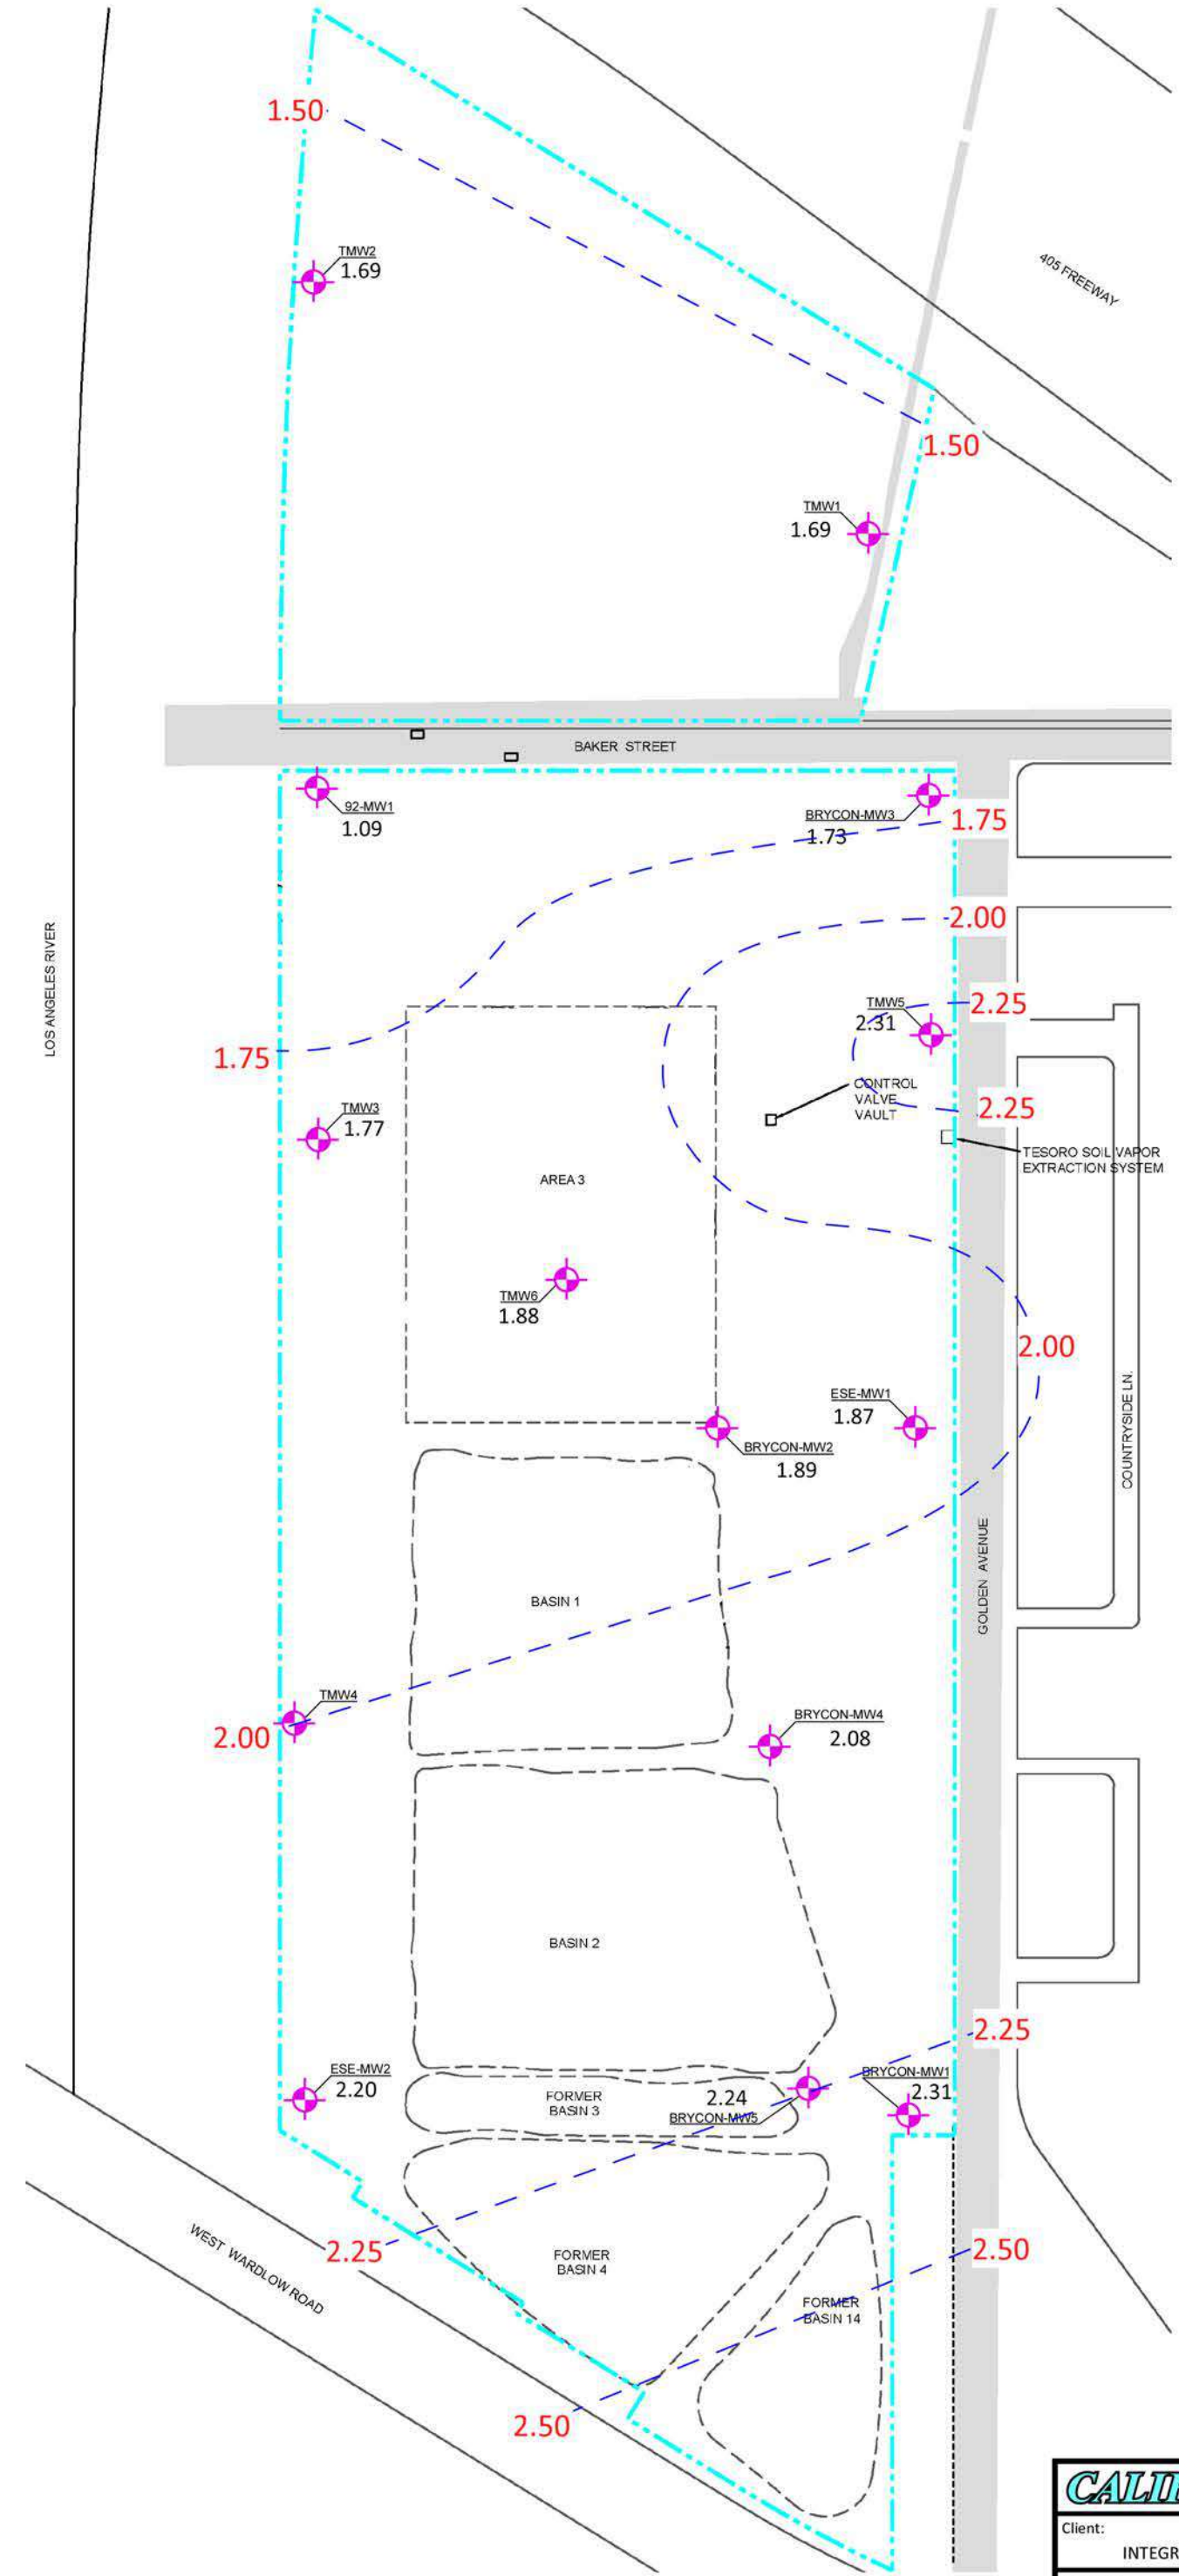 1.50
TMW2
1.69
405 FREEWAY
1.50
TMW1
1.69
BAKER STREET
92-MW1
1.09
BRYCON-MW3
1.73
1.75
2.00
LOS ANGELES RIVER
TMW5
2.31
2.25
1.75
CONTROL
VALVE
VAULT
2.25
TMW3
1.77
TESORO SOIL VAPOR
EXTRACTION SYSTEM
AREA 3
TMW6
1.88
2.00
ESE-MW1
1.87
COUNTRYSIDE LN.
BRYCON-MW2
1.89
GOLDEN AVENUE
BASIN 1
TMW4
2.00
BRYCON-MW4
2.08
BASIN 2
2.25
ESE-MW2
2.20
FORMER
BASIN 3
2.24
BRYCON-MW5
BRYCON-MW1
2.31
WEST WARDLOW ROAD
2.25
FORMER
BASIN 4
2.50
FORMER
BASIN 14
2.50
Client: